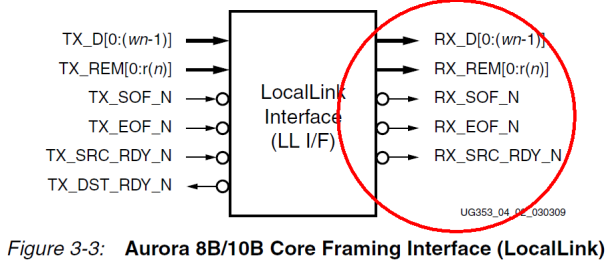 TX_D[0:(wn-1)]
TX_REM[0:r(n)]
TX_SOF_N
TX_EOF_N
TX_SRC_RDY_N
TX_DST_RDY_N
LocalLink
Interface
(LL I/F)
RX_D[0:(wn-1)]
RX_REM[0:r(n)]
RX_SOF_N
RX_EOF_N
RX_SRC_RDY_N
UG353_04_02_030309
Figure 3-3: Aurora 8B/10B Core Framing Interface (LocalLink)